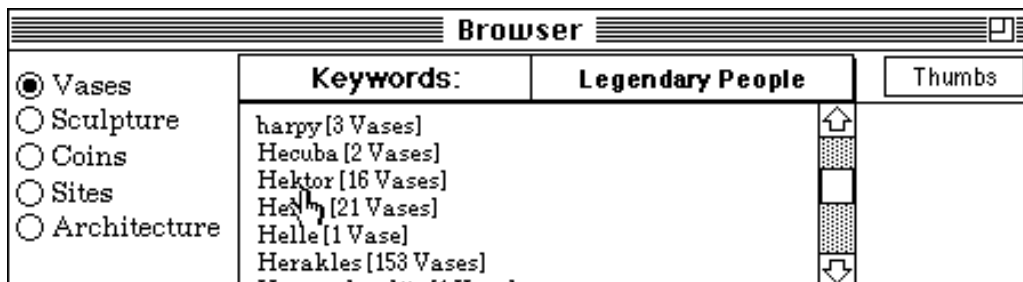 Browser
Vases
Sculpture
Coins
Sites
Architecture
Keywords:
Legendary People
Thumbs
harpy [3 Vases]
Hecuba [2 Vases]
Hektor [16 Vases]
[21 Vases]
Helle [1 Vase]
Herakles [153 Vases]